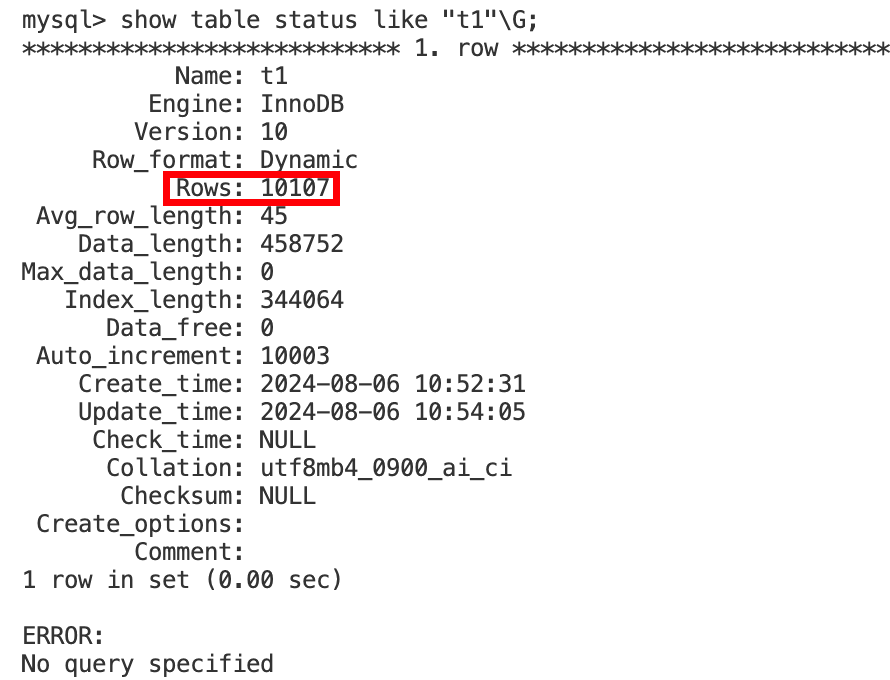 mysql> show table status like "t1"\G;
*************************** 1. row ***************************
Name: t1
Engine: InnoDB
Version: 10
Row_format: Dynamic
Rows: 10107
Avg_row_length: 45
Data_length: 458752
Max_data_length: 0
Index_length: 344064
Data_free: 0
Auto_increment: 10003
Create_time: 2024-08-06 10:52:31
Update_time: 2024-08-06 10:54:05
Check_time: NULL
Collation: utf8mb4_0900_ai_ci
Checksum: NULL
Create_options:
Comment:
1 row in set (0.00 sec)
ERROR:
No query specified